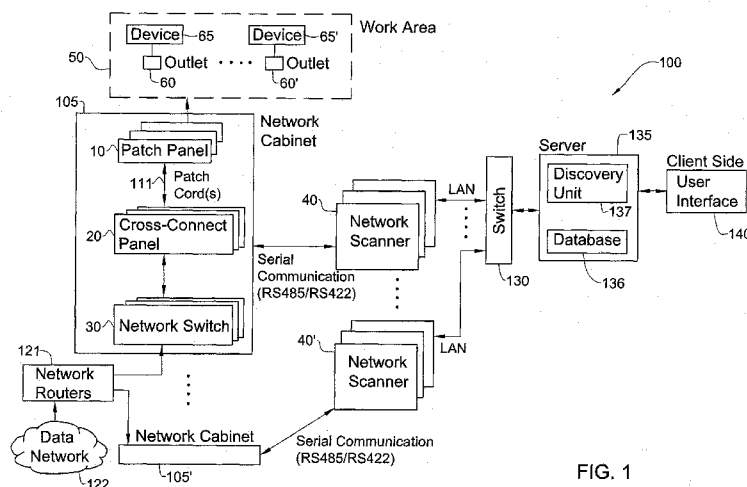 Work Area
Device
65
Device
65'
Outlet
Outlet
50
60
60'
100
105
Network
Cabinet
10
Patch Panel
111
Patch
Cord(s)
20
Cross-Connect
Panel
30
Network Switch
Serial
Communication
(RS485/RS422)
40
Network
Scanner
LAN
Switch
130
Server
135
Discovery
Unit
137
Database
136
Client Side
User
Interface
140
121
Network
Routers
40'
Network
Scanner
LAN
Data
Network
122
Network Cabinet
105'
Serial Communication
(RS485/RS422)
FIG. 1